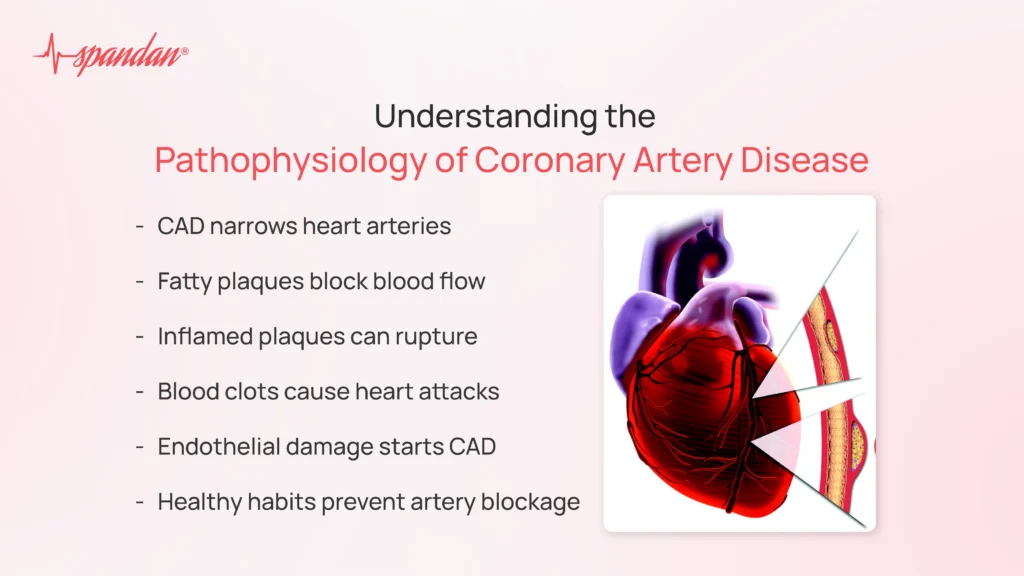 spandan®
Understanding the
Pathophysiology of Coronary Artery Disease
- CAD narrows heart arteries
- Fatty plaques block blood flow
- Inflamed plaques can rupture
- Blood clots cause heart attacks
- Endothelial damage starts CAD
- Healthy habits prevent artery blockage